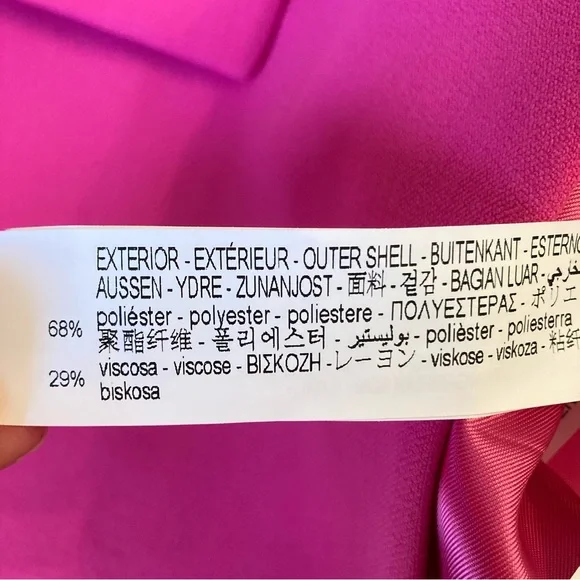 EXTERIOR - EXTÉRIEUR - OUTER SHELL - BUITENKANT - ESTERNO
AUSSEN - YDRE - ZUNANJOST - 面料 - 겉감 - BAGIAN LUAR - خارجي
68% poliéster - polyester - poliestere - ΠΟΛΥΕΣΤΕΡΑΣ - ポリエ
聚酯纤维 - 폴리에스터 - بوليستير - polièster - poliesterra
29% viscosa - viscose - ΒΙΣΚΟΖΗ - レーヨン - viskose - viskoza - 粘纤
biskosa